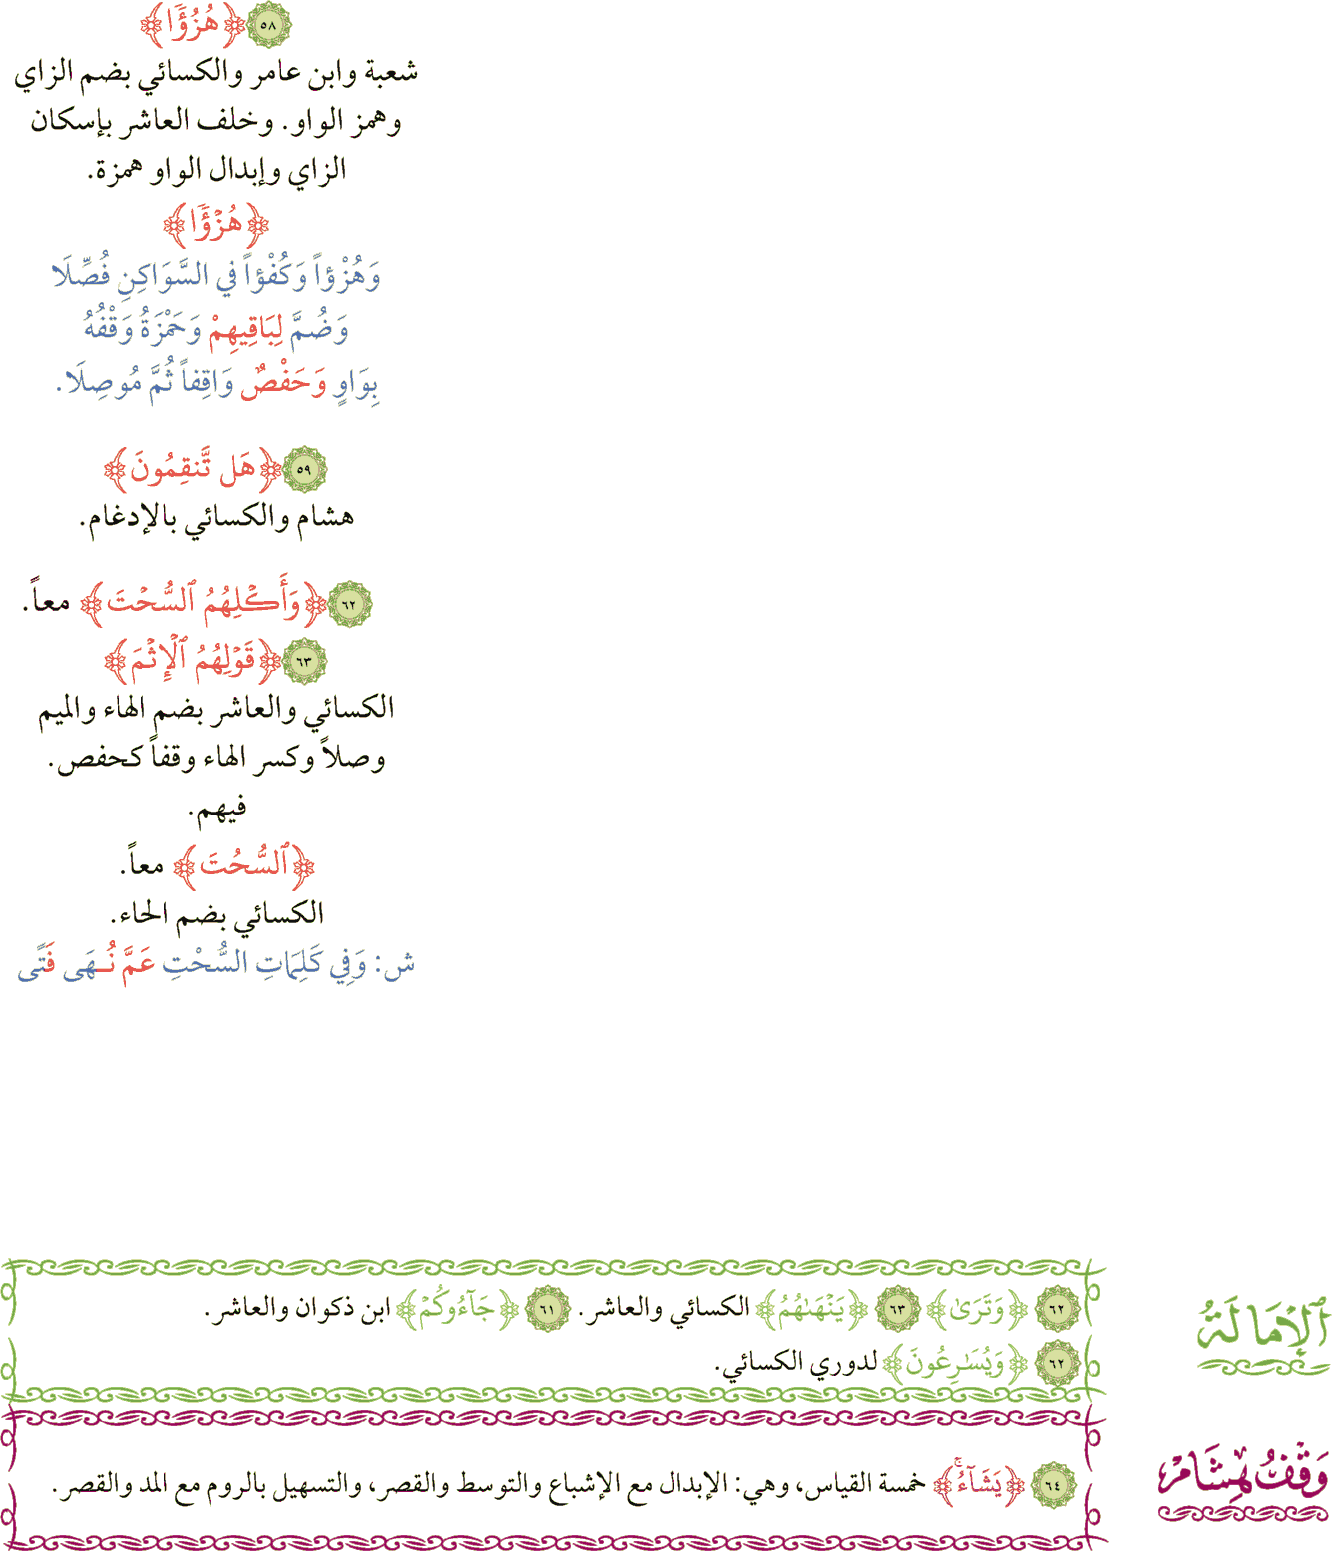 ٥٨ ﴿هُزُؤًا﴾
شعبة وابن عامر والكسائي بضم الزاي
وهمز الواو. وخلف العاشر بإسكان
الزاي وإبدال الواو همزة.
﴿هُزْؤًا﴾
وَهُزْؤاً وَكُفْؤاً في السَّوَاكِنِ فُصِّلَا
وَضُمَّ لِبَاقِيهِمْ وَحَمْزَةُ وَقْفُهُ
بِوَاوٍ وَحَفْصٌ وَاقِفاً ثُمَّ مُوصِلَا.
٥٩ ﴿هَل تَّنقِمُونَ﴾
هشام والكسائي بالإدغام.
٦٢ ﴿وَأَكْلِهُمُ ٱلسُّحْتَ﴾ معاً.
٦٣ ﴿قَوْلِهُمُ ٱلْإِثْمَ﴾
الكسائي والعاشر بضم الهاء والميم
وصلاً وكسر الهاء وقفاً كحفص.
فيهم.
﴿ٱلسُّحُتَ﴾ معاً.
الكسائي بضم الحاء.
ش: وَفِي كَلِمَاتِ السُّحْتِ عَمَّ نُـهَى فَتًى
ٱلْإِمَالَةُ
٦٢ ﴿وَتَرَىٰ﴾ ٦٣ ﴿يَنْهَىٰهُمُ﴾ الكسائي والعاشر. ٦١ ﴿جَآءُوكُمْ﴾ ابن ذكوان والعاشر.
٦٢ ﴿وَيُسَـٰرِعُونَ﴾ لدوري الكسائي.
وَقْفُ هِشَامْ
٦٤ ﴿يَشَآءُۚ﴾ خمسة القياس، وهي: الإبدال مع الإشباع والتوسط والقصر، والتسهيل بالروم مع المد والقصر.